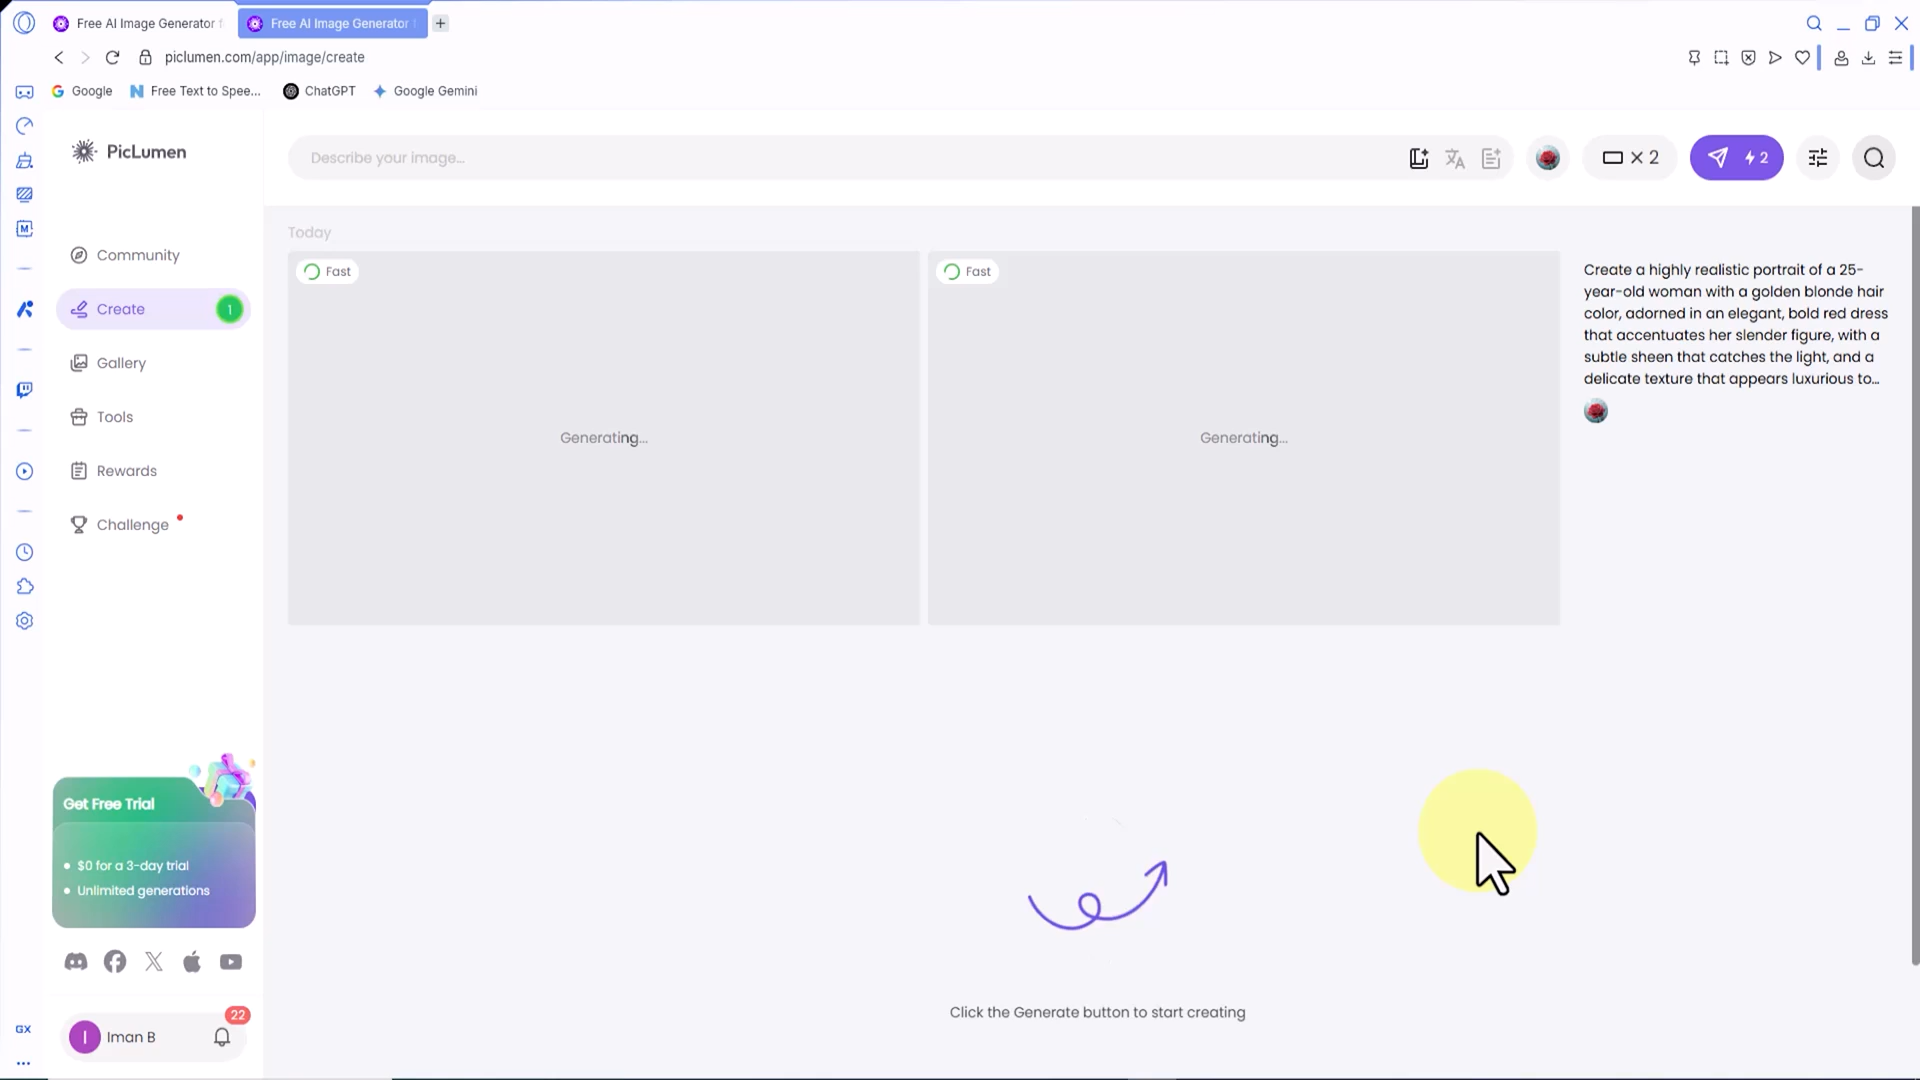 Free AI Image Generator f
Free AI Image Generator f
piclumen.com/app/image/create
Google
Free Text to Spee...
ChatGPT
Google Gemini
PicLumen
Describe your image...
× 2
2
Community
Create
1
Gallery
Tools
Rewards
Challenge
Today
Fast
Fast
Generating...
Generating...
Create a highly realistic portrait of a 25-
year-old woman with a golden blonde hair
color, adorned in an elegant, bold red dress
that accentuates her slender figure, with a
subtle sheen that catches the light, and a
delicate texture that appears luxurious to...
Click the Generate button to start creating
Get Free Trial
$0 for a 3-day trial
Unlimited generations
22
I
Iman B
GX
M